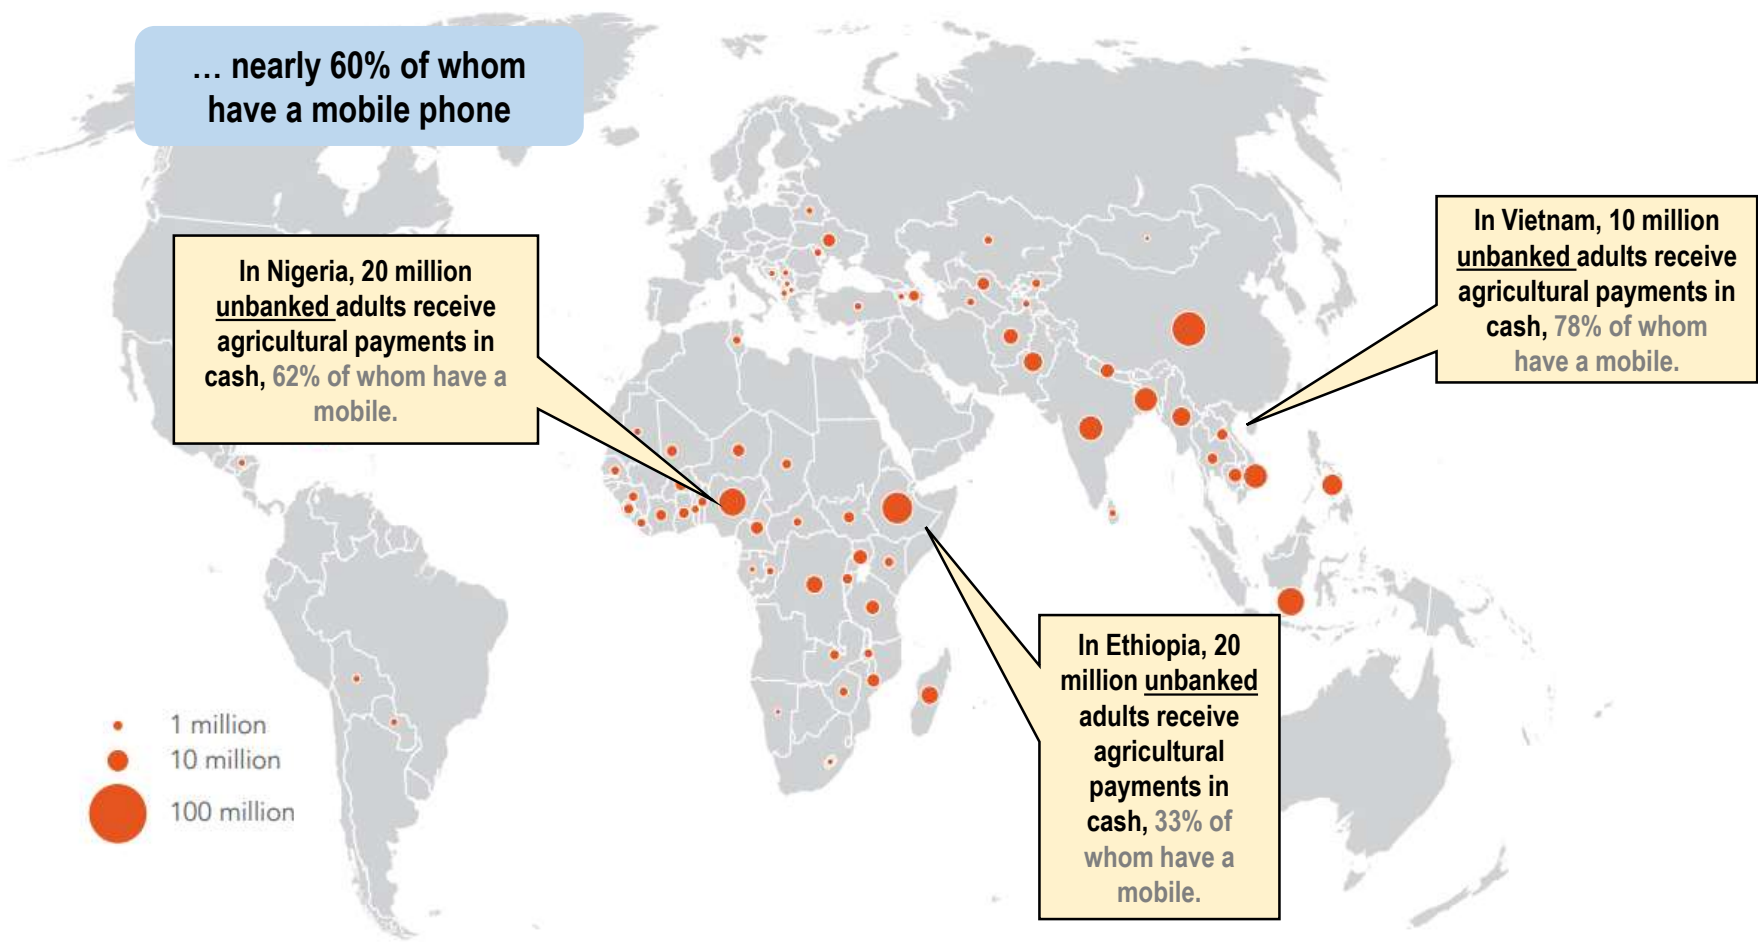 … nearly 60% of whom
have a mobile phone
In Nigeria, 20 million
unbanked adults receive
agricultural payments in
cash, 62% of whom have a
mobile.
In Vietnam, 10 million
unbanked adults receive
agricultural payments in
cash, 78% of whom
have a mobile.
In Ethiopia, 20
million unbanked
adults receive
agricultural
payments in
cash, 33% of
whom have a
mobile.
1 million
10 million
100 million